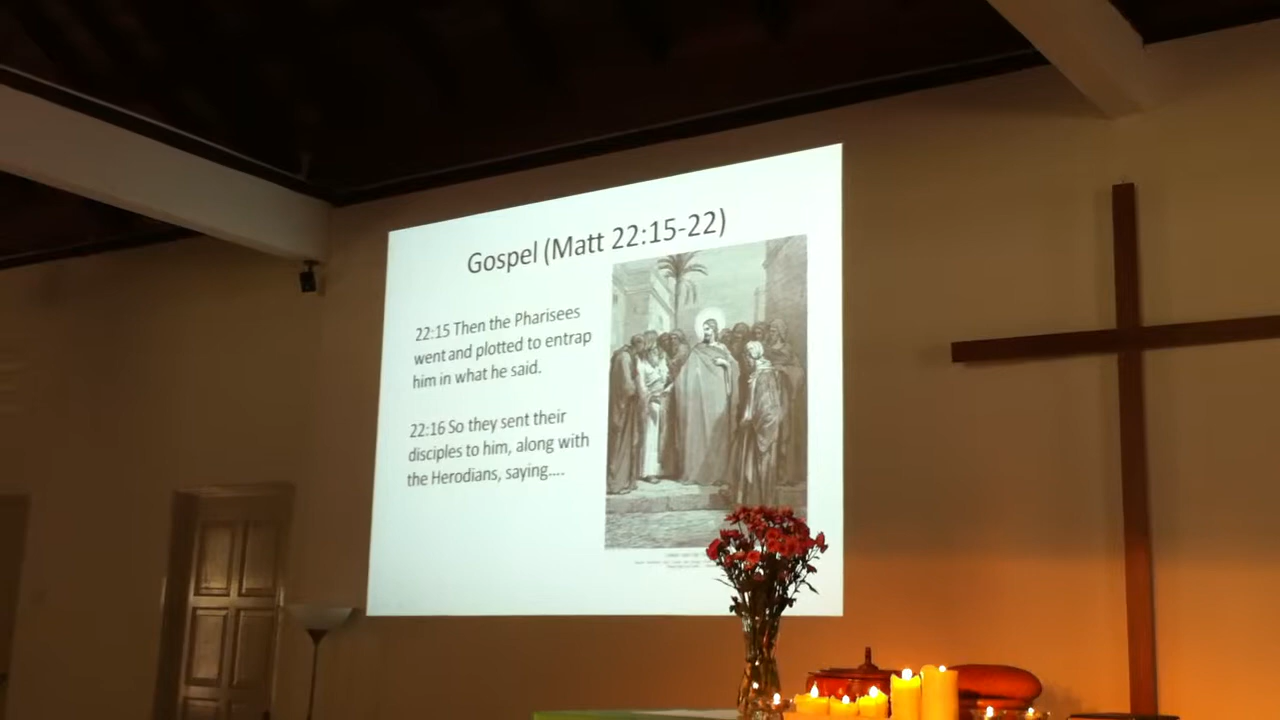 Gospel (Matt 22:15-22)
22:15 Then the Pharisees
went and plotted to entrap
him in what he said.
22:16 So they sent their
disciples to him, along with
the Herodians, saying....